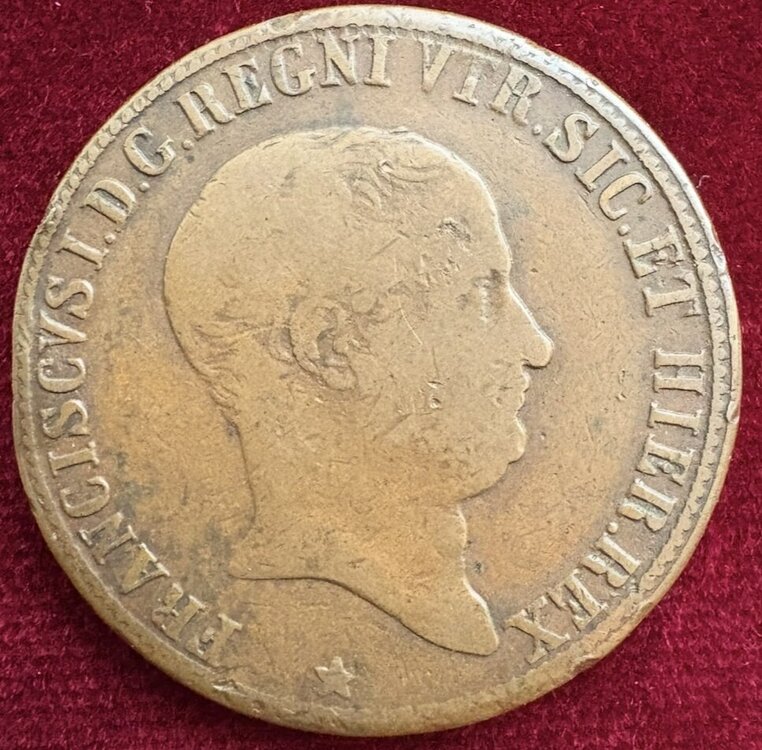 FRANCISCVS I. D. G. REGNI VTR. SIC. ET HIER. REX